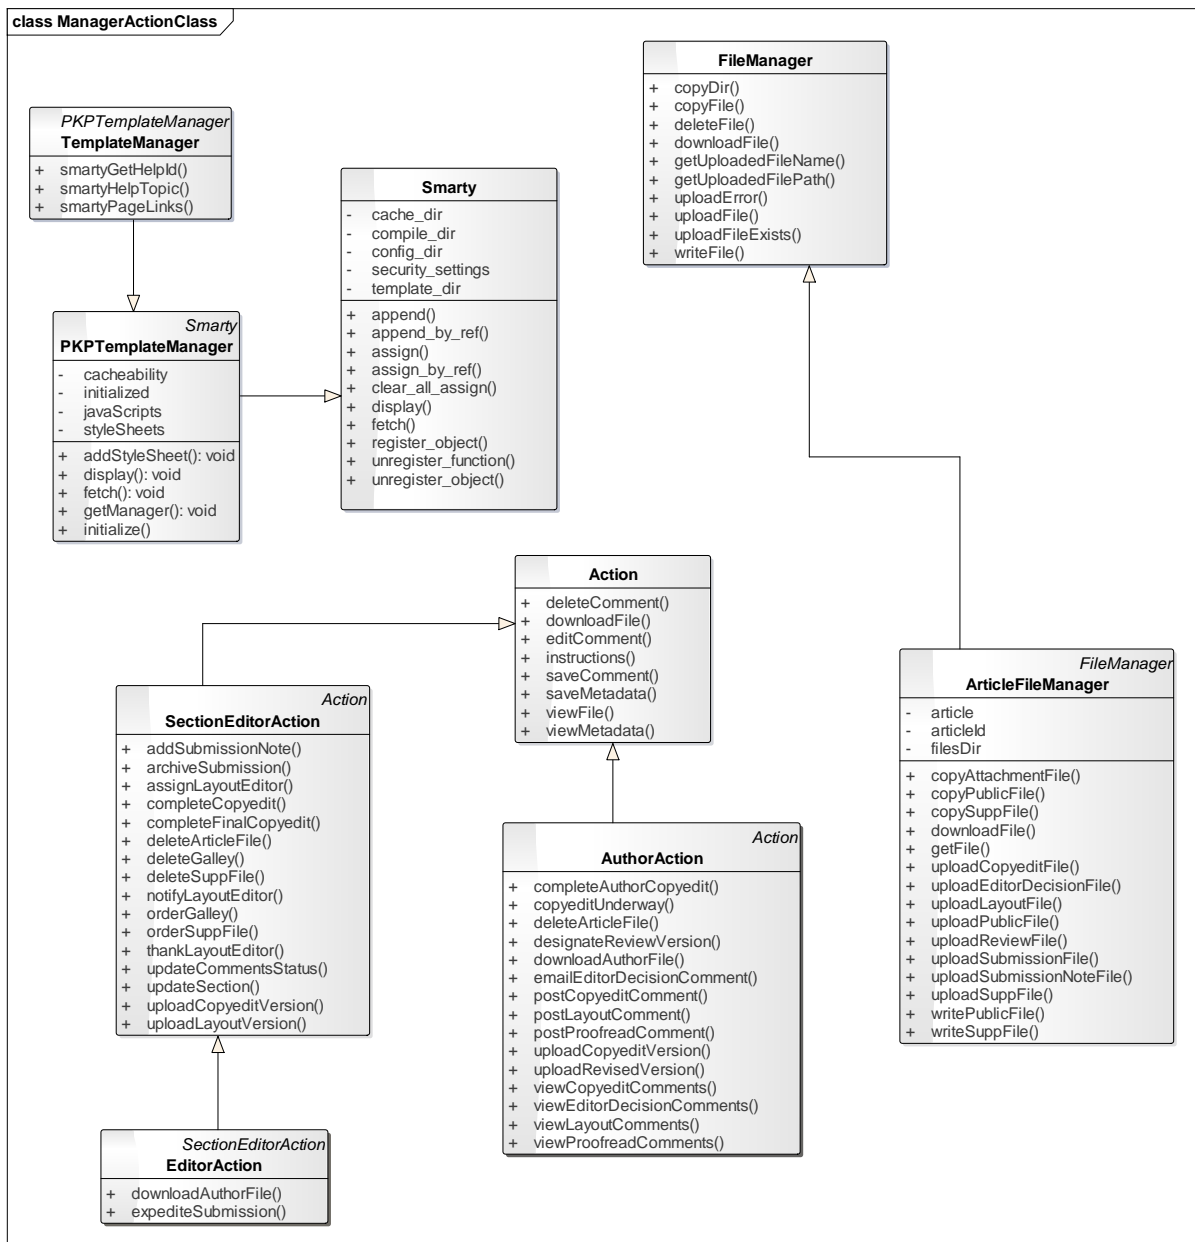 class ManagerActionClass
PKPTemplateManager
TemplateManager
+ smartyGetHelpId()
+ smartyHelpTopic()
+ smartyPageLinks()
Smarty
- cache_dir
- compile_dir
- config_dir
- security_settings
- template_dir
+ append()
+ append_by_ref()
+ assign()
+ assign_by_ref()
+ clear_all_assign()
+ display()
+ fetch()
+ register_object()
+ unregister_function()
+ unregister_object()
FileManager
+ copyDir()
+ copyFile()
+ deleteFile()
+ downloadFile()
+ getUploadedFileName()
+ getUploadedFilePath()
+ uploadError()
+ uploadFile()
+ uploadFileExists()
+ writeFile()
Smarty
PKPTemplateManager
- cacheability
- initialized
- javaScripts
- styleSheets
+ addStyleSheet(): void
+ display(): void
+ fetch(): void
+ getManager(): void
+ initialize()
Action
+ deleteComment()
+ downloadFile()
+ editComment()
+ instructions()
+ saveComment()
+ saveMetadata()
+ viewFile()
+ viewMetadata()
Action
SectionEditorAction
+ addSubmissionNote()
+ archiveSubmission()
+ assignLayoutEditor()
+ completeCopyedit()
+ completeFinalCopyedit()
+ deleteArticleFile()
+ deleteGalley()
+ deleteSuppFile()
+ notifyLayoutEditor()
+ orderGalley()
+ orderSuppFile()
+ thankLayoutEditor()
+ updateCommentsStatus()
+ updateSection()
+ uploadCopyeditVersion()
+ uploadLayoutVersion()
Action
AuthorAction
+ completeAuthorCopyedit()
+ copyeditUnderway()
+ deleteArticleFile()
+ designateReviewVersion()
+ downloadAuthorFile()
+ emailEditorDecisionComment()
+ postCopyeditComment()
+ postLayoutComment()
+ postProofreadComment()
+ uploadCopyeditVersion()
+ uploadRevisedVersion()
+ viewCopyeditComments()
+ viewEditorDecisionComments()
+ viewLayoutComments()
+ viewProofreadComments()
FileManager
ArticleFileManager
- article
- articleId
- filesDir
+ copyAttachmentFile()
+ copyPublicFile()
+ copySuppFile()
+ downloadFile()
+ getFile()
+ uploadCopyeditFile()
+ uploadEditorDecisionFile()
+ uploadLayoutFile()
+ uploadPublicFile()
+ uploadReviewFile()
+ uploadSubmissionFile()
+ uploadSubmissionNoteFile()
+ uploadSuppFile()
+ writePublicFile()
+ writeSuppFile()
SectionEditorAction
EditorAction
+ downloadAuthorFile()
+ expediteSubmission()